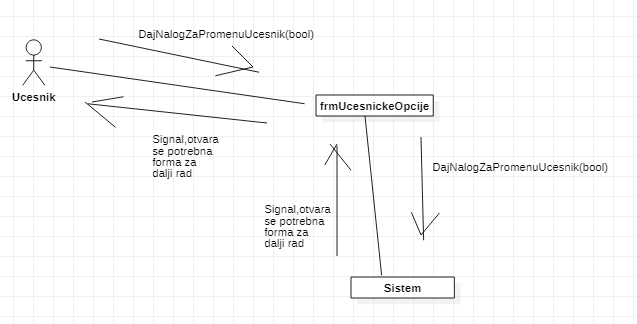 DajNalogZaPromenuUcesnik(bool)
Ucesnik
frmUcesnickeOpcije
Signal,otvara
se potrebna
forma za
dalji rad
DajNalogZaPromenuUcesnik(bool)
Signal,otvara
se potrebna
forma za
dalji rad
Sistem